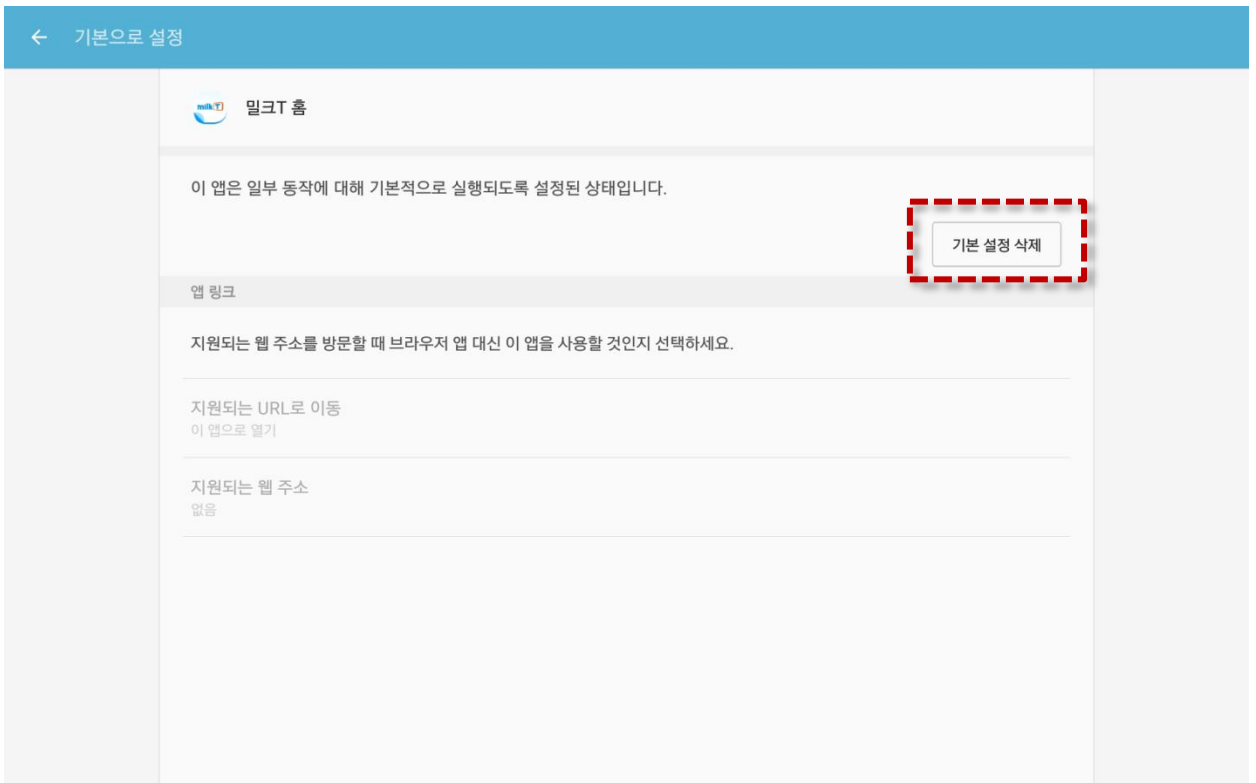 기본으로 설정
milk T
밀크T 홈
이 앱은 일부 동작에 대해 기본적으로 실행되도록 설정된 상태입니다.
기본 설정 삭제
앱 링크
지원되는 웹 주소를 방문할 때 브라우저 앱 대신 이 앱을 사용할 것인지 선택하세요.
지원되는 URL로 이동
이 앱으로 열기
지원되는 웹 주소
없음